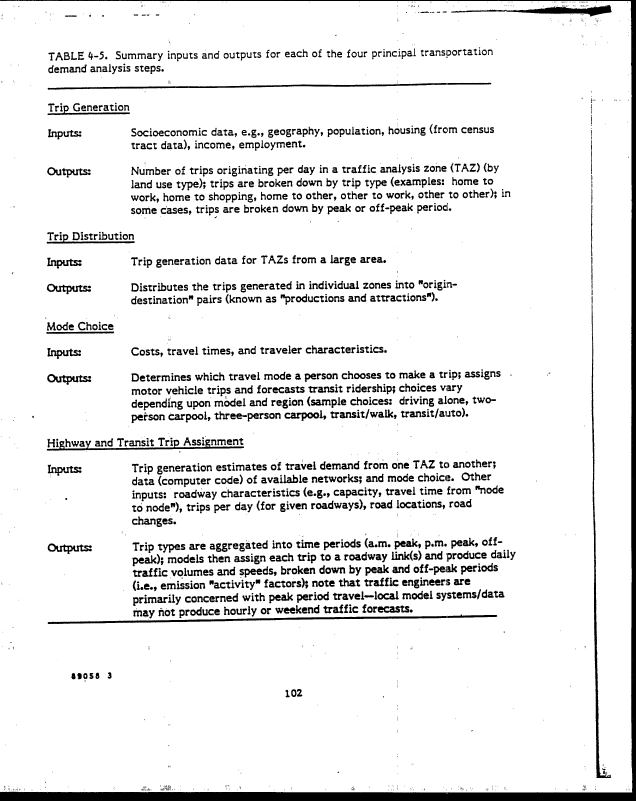 TABLE 4-5. Summary inputs and outputs for each of the four principal transportation
demand analysis steps.
Trip Generation
Inputs: Socioeconomic data, e.g., geography, population, housing (from census
tract data), income, employment.
Outputs: Number of trips originating per day in a traffic analysis zone (TAZ) (by
land use type); trips are broken down by trip type (examples: home to
work, home to shopping, home to other, other to work, other to other); in
some cases, trips are broken down by peak or off-peak period.
Trip Distribution
Inputs: Trip generation data for TAZs from a large area.
Outputs: Distributes the trips generated in individual zones into "origin-
destination" pairs (known as "productions and attractions").
Mode Choice
Inputs: Costs, travel times, and traveler characteristics.
Outputs: Determines which travel mode a person chooses to make a trip; assigns
motor vehicle trips and forecasts transit ridership; choices vary
depending upon model and region (sample choices: driving alone, two-
person carpool, three-person carpool, transit/walk, transit/auto).
Highway and Transit Trip Assignment
Inputs: Trip generation estimates of travel demand from one TAZ to another;
data (computer code) of available networks; and mode choice. Other
inputs: roadway characteristics (e.g., capacity, travel time from "node
to node"), trips per day (for given roadways), road locations, road
changes.
Outputs: Trip types are aggregated into time periods (a.m. peak, p.m. peak, off-
peak); models then assign each trip to a roadway link(s) and produce daily
traffic volumes and speeds, broken down by peak and off-peak periods
(i.e., emission "activity" factors); note that traffic engineers are
primarily concerned with peak period travel—local model systems/data
may not produce hourly or weekend traffic forecasts.
89058 3
102